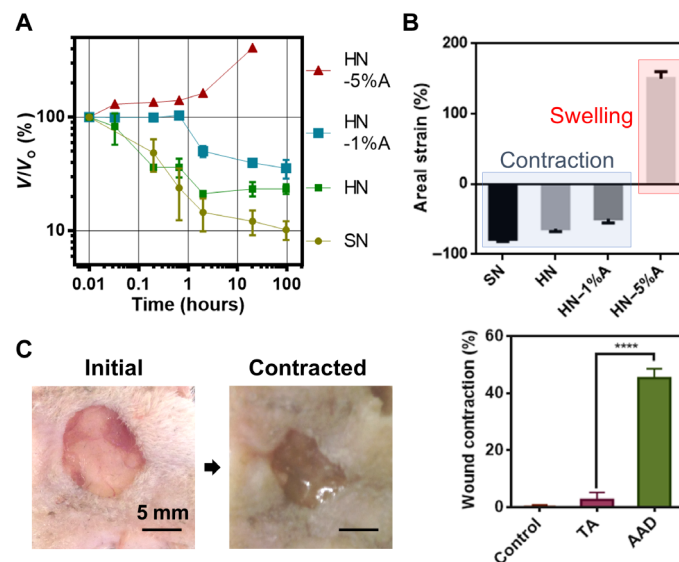 A
V/Vo (%)
100
10
0.01
0.1
1
10
100
Time (hours)
HN
-5%A
HN
-1%A
HN
SN
B
Areal strain (%)
200
100
0
−100
Swelling
Contraction
SN
HN
HN−1%A
HN−5%A
C
Initial
Contracted
5 mm
Wound contraction (%)
60
40
20
0
****
Control
TA
AAD